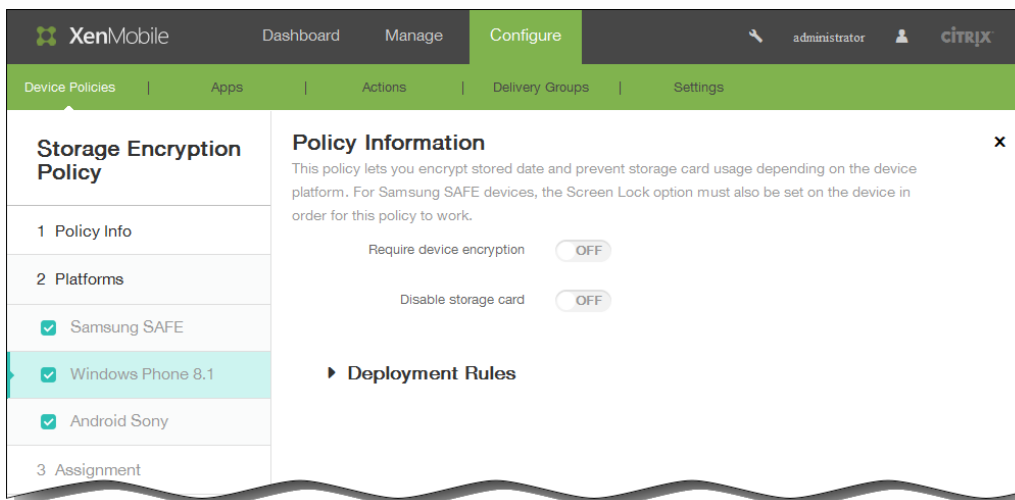 XenMobile Dashboard Manage Configure administrator CİTRIX
Device Policies | Apps | Actions | Delivery Groups | Settings
Storage Encryption
Policy
1 Policy Info
2 Platforms
Samsung SAFE
Windows Phone 8.1
Android Sony
3 Assignment
Policy Information
This policy lets you encrypt stored date and prevent storage card usage depending on the device
platform. For Samsung SAFE devices, the Screen Lock option must also be set on the device in
order for this policy to work.
Require device encryption OFF
Disable storage card OFF
Deployment Rules